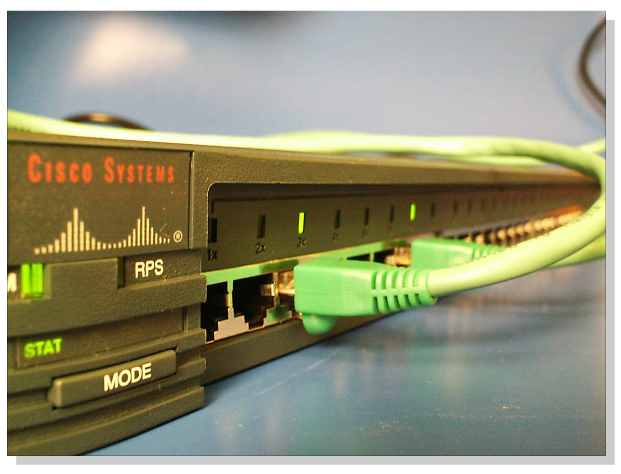 CISCO SYSTEMS
®
RPS
STAT
MODE
1x
2x
3x